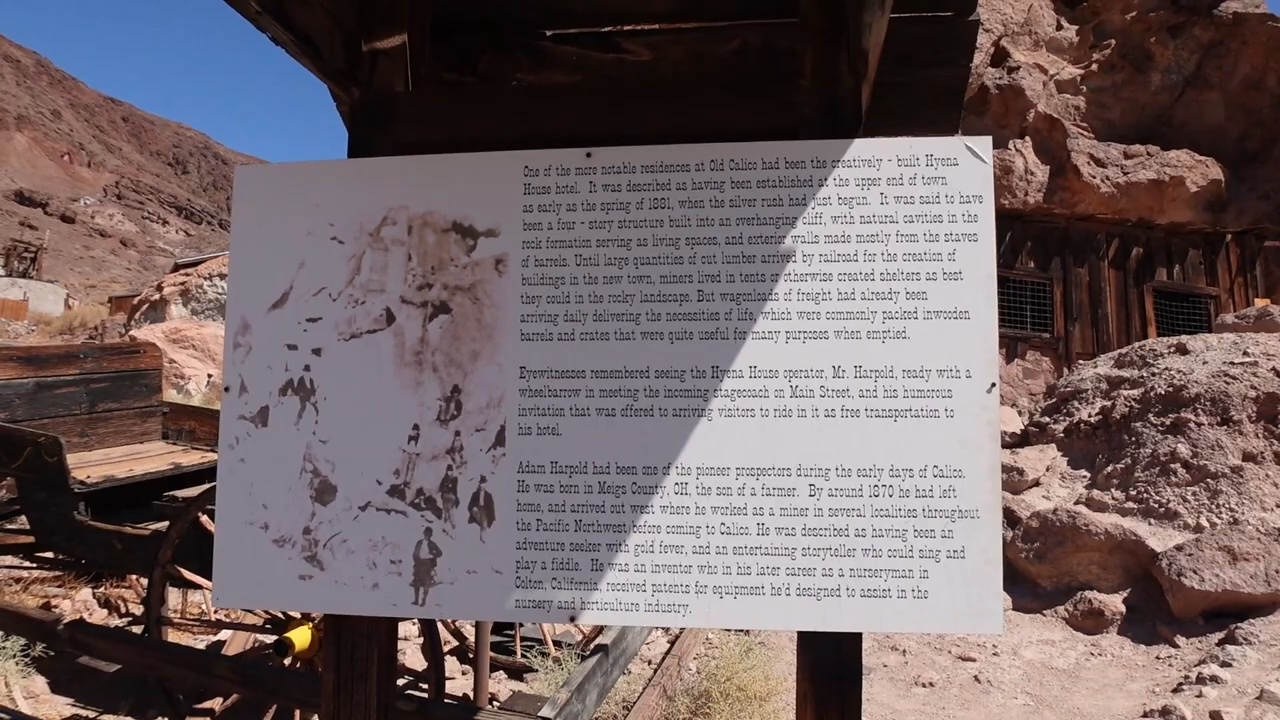 One of the more notable residences at Old Calico had been the creatively - built Hyena
House hotel. It was described as having been established at the upper end of town
as early as the spring of 1881, when the silver rush had just begun. It was said to have
been a four - story structure built into an overhanging cliff, with natural cavities in the
rock formation serving as living spaces, and exterior walls made mostly from the staves
of barrels. Until large quantities of cut lumber arrived by railroad for the creation of
buildings in the new town, miners lived in tents or otherwise created shelters as best
they could in the rocky landscape. But wagonloads of freight had already been
arriving daily delivering the necessities of life, which were commonly packed inwooden
barrels and crates that were quite useful for many purposes when emptied.
Eyewitnesses remembered seeing the Hyena House operator, Mr. Harpold, ready with a
wheelbarrow in meeting the incoming stagecoach on Main Street, and his humorous
invitation that was offered to arriving visitors to ride in it as free transportation to
his hotel.
Adam Harpold had been one of the pioneer prospectors during the early days of Calico.
He was born in Meigs County, OH, the son of a farmer. By around 1870 he had left
home, and arrived out west where he worked as a miner in several localities throughout
the Pacific Northwest before coming to Calico. He was described as having been an
adventure seeker with gold fever, and an entertaining storyteller who could sing and
play a fiddle. He was an inventor who in his later career as a nurseryman in
Colton, California, received patents for equipment he'd designed to assist in the
nursery and horticulture industry.